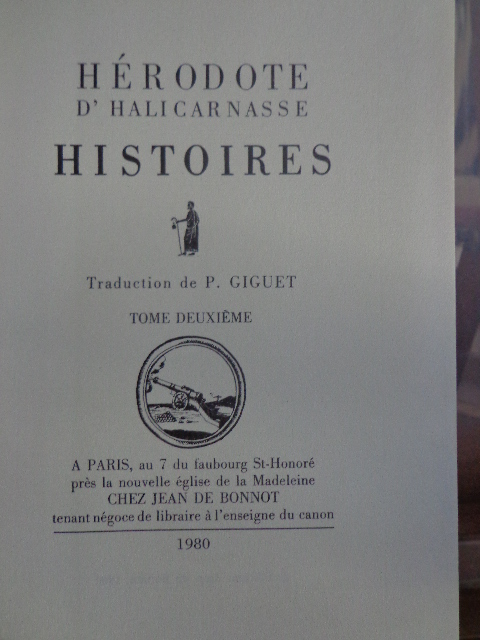 HÉRODOTE
D' HALICARNASSE
HISTOIRES
Traduction de P. GIGUET
TOME DEUXIÈME
A PARIS, au 7 du faubourg St-Honoré
près la nouvelle église de la Madeleine
CHEZ JEAN DE BONNOT
tenant négoce de libraire à l'enseigne du canon
1980